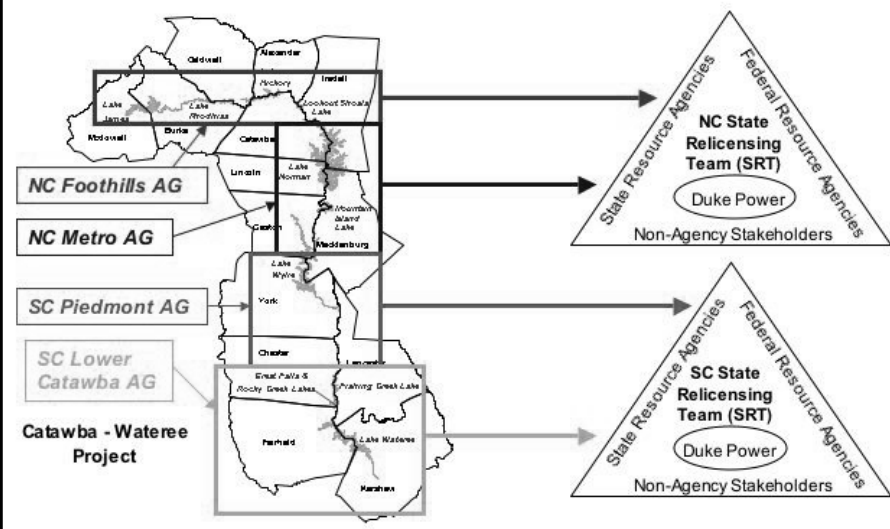 Caldwell
Alexander
Iredell
Hickory
Lake
James
Lake
Rhodhiss
Lookout Shoals
Lake
McDowell
Burke
Catawba
NC Foothills AG
Lincoln
Lake
Norman
NC Metro AG
Mountain
Island
Lake
Gaston
Mecklenburg
Lake
Wylie
SC Piedmont AG
York
Chester
Lancaster
SC Lower
Catawba AG
Great Falls &
Rocky Creek Lakes
Fishing Creek Lake
Catawba - Wateree
Project
Fairfield
Lake Wateree
Kershaw
State Resource Agencies
Federal Resource Agencies
NC State
Relicensing
Team (SRT)
Duke Power
Non-Agency Stakeholders
State Resource Agencies
Federal Resource Agencies
SC State
Relicensing
Team (SRT)
Duke Power
Non-Agency Stakeholders